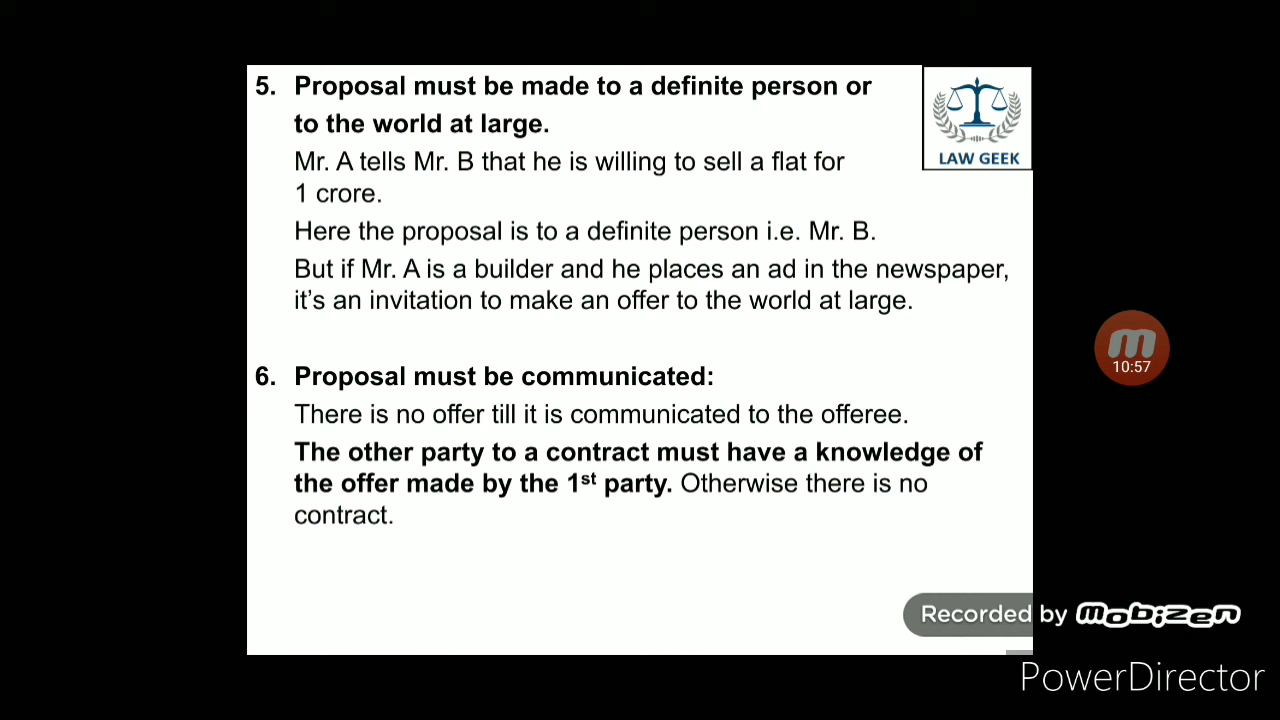 5. Proposal must be made to a definite person or
to the world at large.
Mr. A tells Mr. B that he is willing to sell a flat for
1 crore.
Here the proposal is to a definite person i.e. Mr. B.
But if Mr. A is a builder and he places an ad in the newspaper,
it's an invitation to make an offer to the world at large.
LAW GEEK
10:57
6. Proposal must be communicated:
There is no offer till it is communicated to the offeree.
The other party to a contract must have a knowledge of
the offer made by the 1st party. Otherwise there is no
contract.
Recorded by Mobizen
PowerDirector